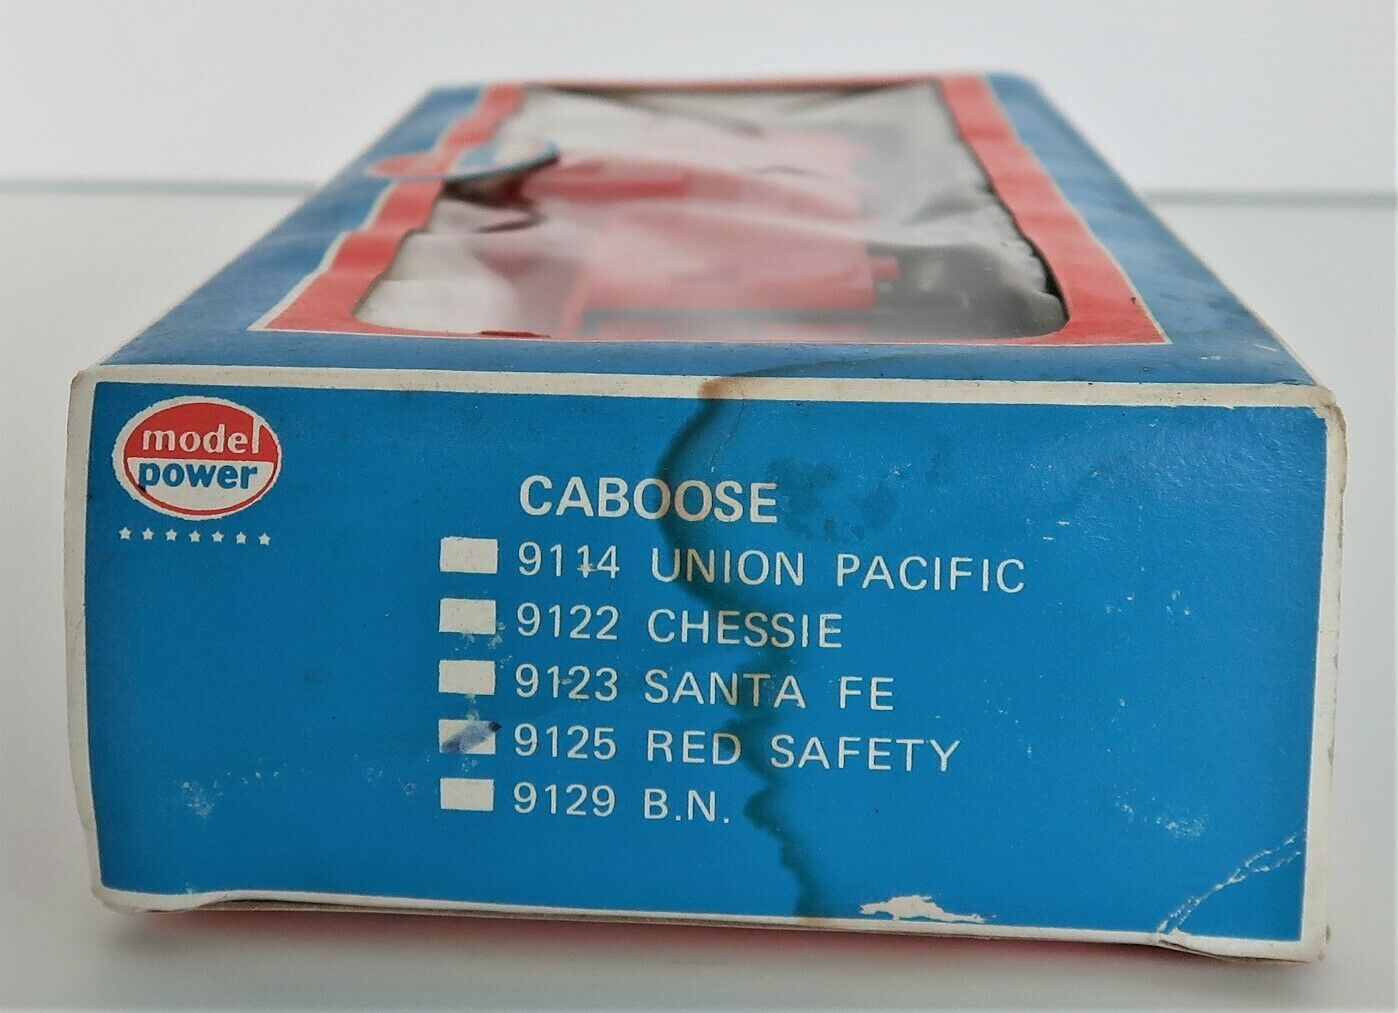 model
power
CABOOSE
9114 UNION PACIFIC
9122 CHESSIE
9123 SANTA FE
9125 RED SAFETY
9129 B.N.